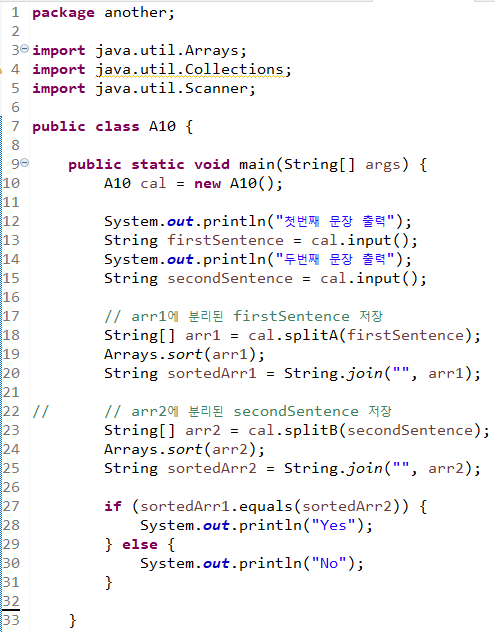 1 package another;
2
3 import java.util.Arrays;
4 import java.util.Collections;
5 import java.util.Scanner;
6
7 public class A10 {
8
9     public static void main(String[] args) {
10         A10 cal = new A10();
11
12         System.out.println("첫번째 문장 출력");
13         String firstSentence = cal.input();
14         System.out.println("두번째 문장 출력");
15         String secondSentence = cal.input();
16
17         // arr1에 분리된 firstSentence 저장
18         String[] arr1 = cal.splitA(firstSentence);
19         Arrays.sort(arr1);
20         String sortedArr1 = String.join("", arr1);
21
22 //      // arr2에 분리된 secondSentence 저장
23         String[] arr2 = cal.splitB(secondSentence);
24         Arrays.sort(arr2);
25         String sortedArr2 = String.join("", arr2);
26
27         if (sortedArr1.equals(sortedArr2)) {
28             System.out.println("Yes");
29         } else {
30             System.out.println("No");
31         }
32
33     }